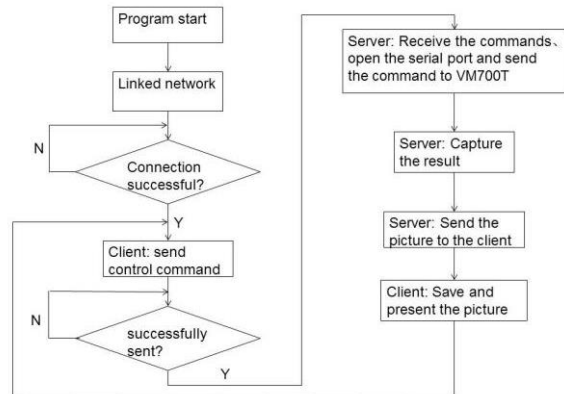 Program start
Linked network
N
Connection
successful?
Y
Client: send
control command
N
successfully
sent?
Y
Server: Receive the commands、
open the serial port and send
the command to VM700T
Server: Capture
the result
Server: Send the
picture to the client
Client: Save and
present the picture